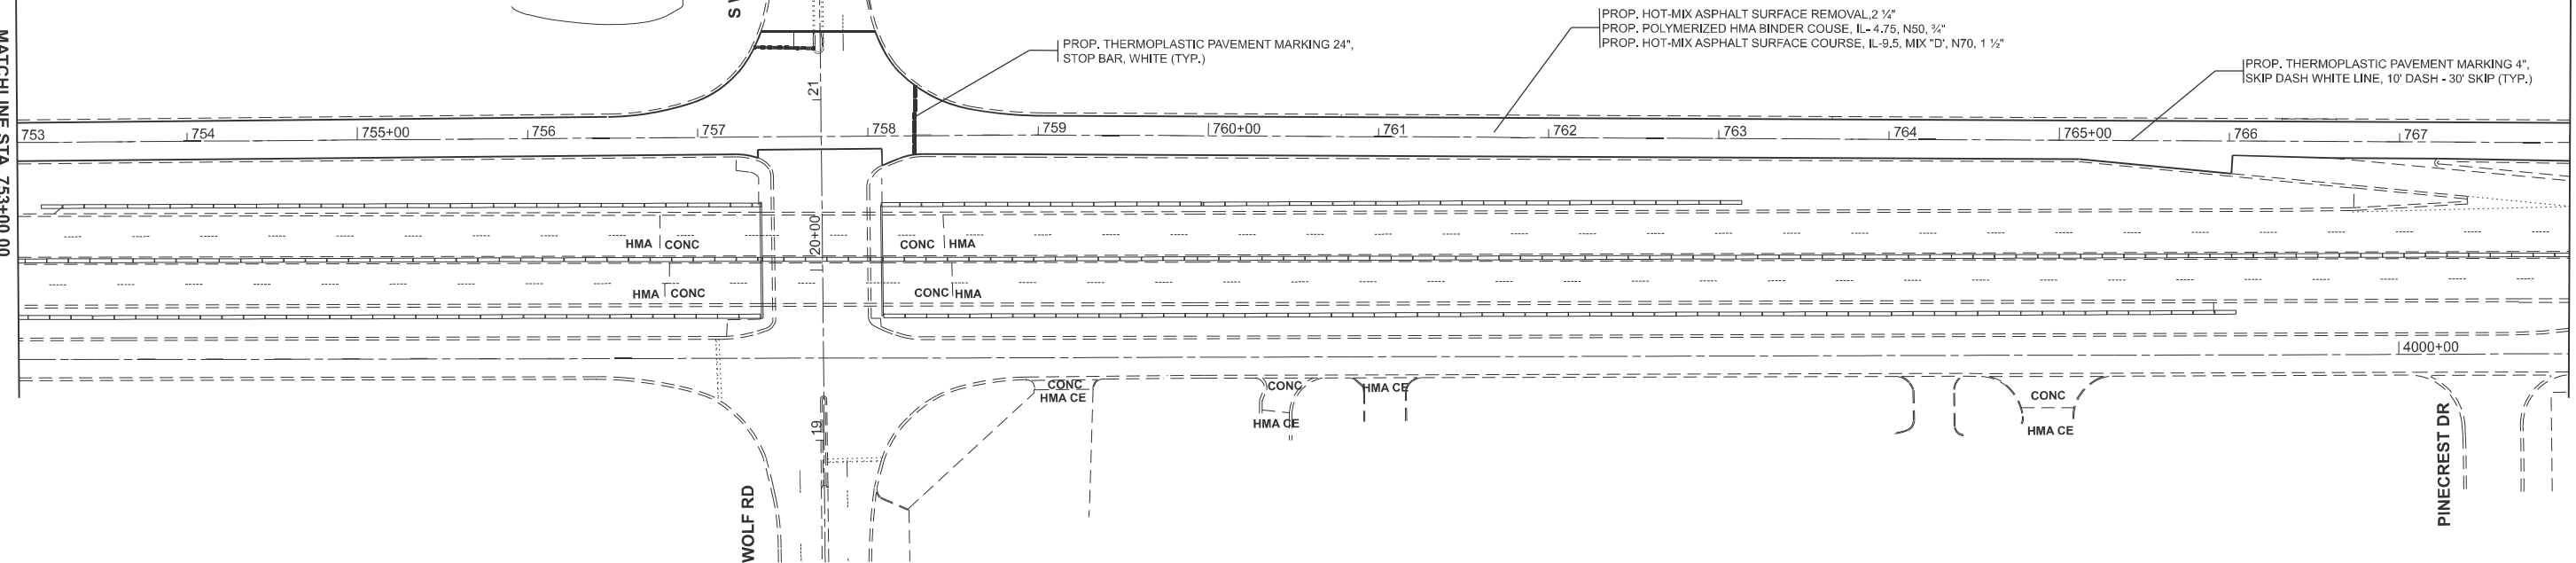 S W
PROP. THERMOPLASTIC PAVEMENT MARKING 24",
STOP BAR, WHITE (TYP.)
PROP. HOT-MIX ASPHALT SURFACE REMOVAL,2 ¼"
PROP. POLYMERIZED HMA BINDER COUSE, IL- 4.75, N50, ¾"
PROP. HOT-MIX ASPHALT SURFACE COURSE, IL-9.5, MIX "D', N70, 1 ½"
PROP. THERMOPLASTIC PAVEMENT MARKING 4",
SKIP DASH WHITE LINE, 10' DASH - 30' SKIP (TYP.)
MATCHLINE STA. 753+00.00
21
753 754 755+00 756 757 758 759 760+00 761 762 763 764 765+00 766 767
20+00
HMA CONC CONC HMA
HMA CONC CONC HMA
4000+00
19
CONC
HMA CE
CONC
HMA CE
HMA CE
CONC
HMA CE
WOLF RD
PINECREST DR